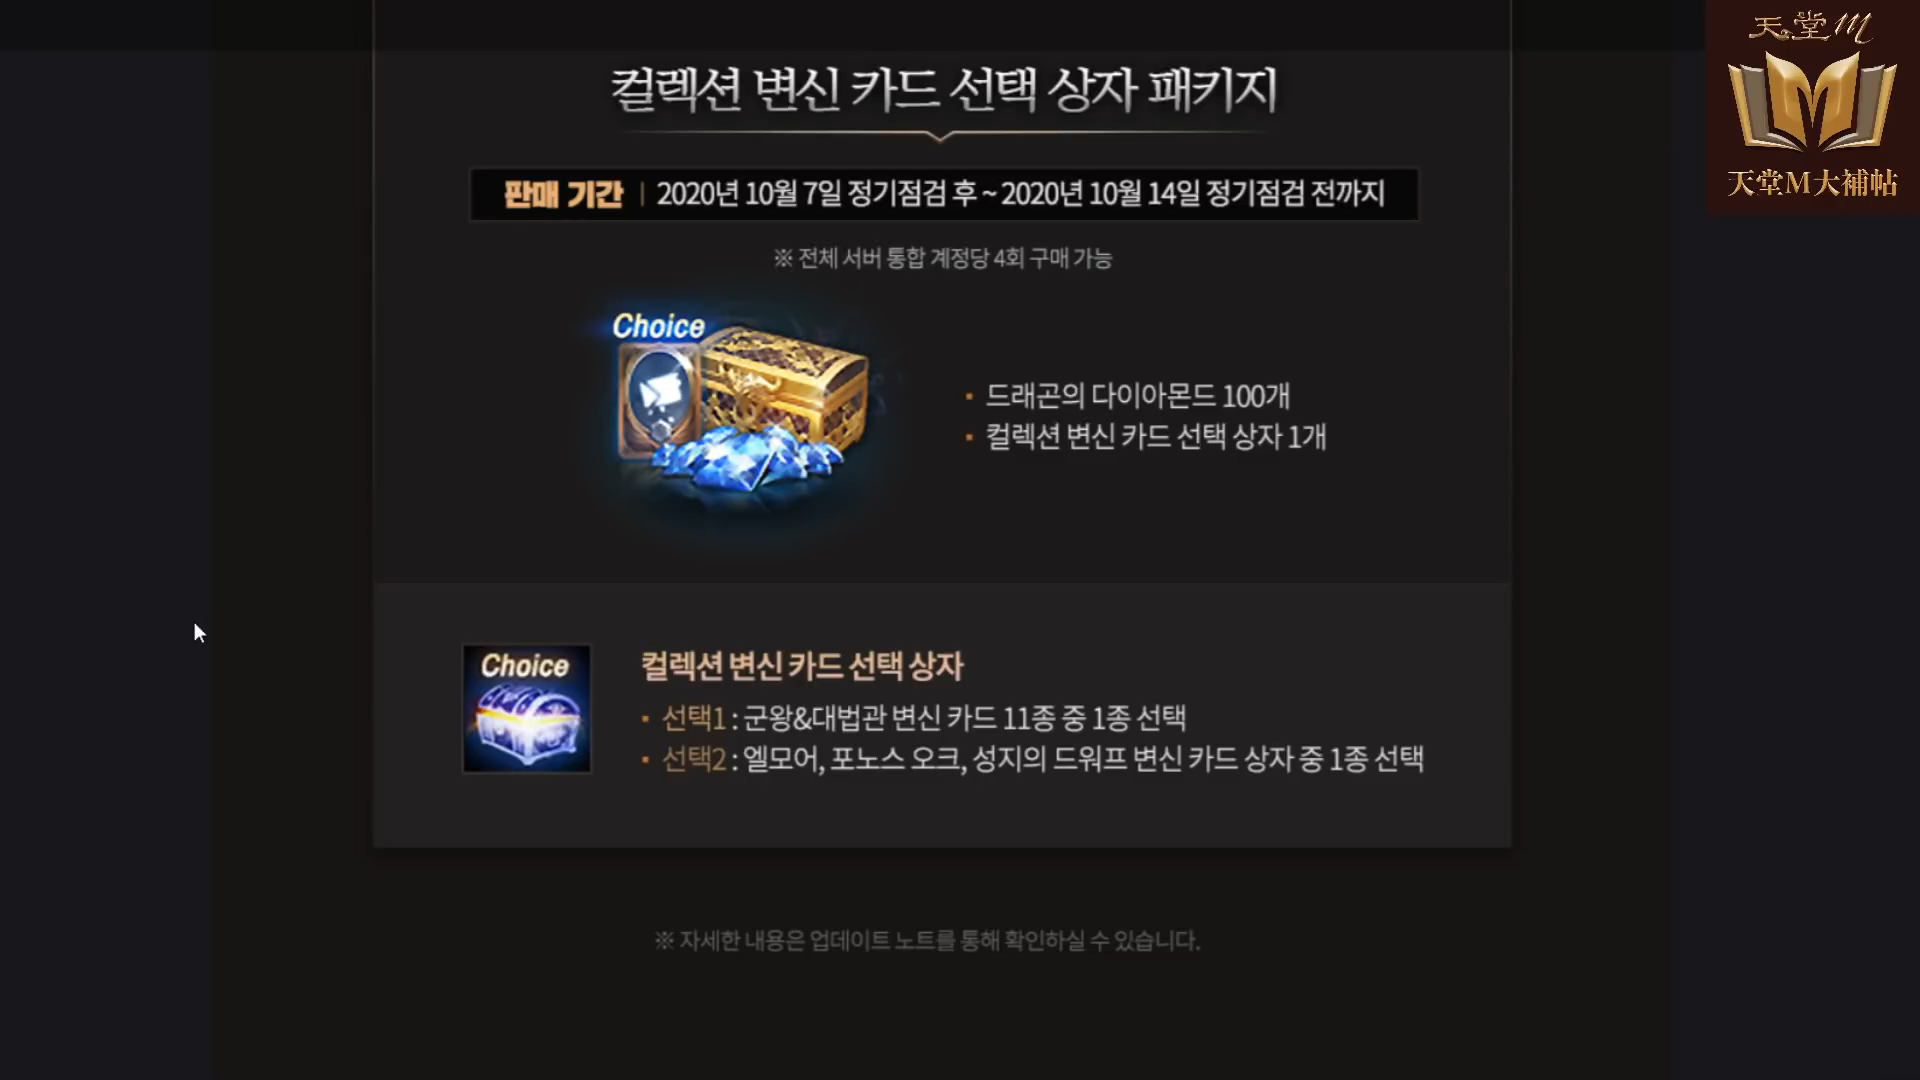 天堂M
天堂M大補帖
컬렉션 변신 카드 선택 상자 패키지
판매 기간 | 2020년 10월 7일 정기점검 후 ~ 2020년 10월 14일 정기점검 전까지
※ 전체 서버 통합 계정당 4회 구매 가능
Choice
▪ 드래곤의 다이아몬드 100개
▪ 컬렉션 변신 카드 선택 상자 1개
Choice
컬렉션 변신 카드 선택 상자
▪ 선택1 : 군왕&대법관 변신 카드 11종 중 1종 선택
▪ 선택2 : 엘모어, 포노스 오크, 성지의 드워프 변신 카드 상자 중 1종 선택
※ 자세한 내용은 업데이트 노트를 통해 확인하실 수 있습니다.